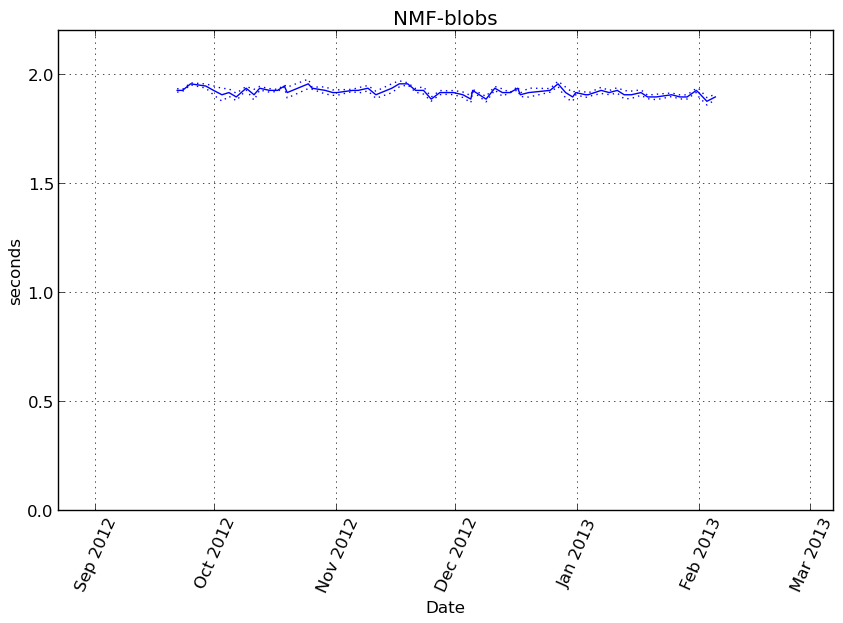 NMF-blobs
2.0
1.5
1.0
0.5
0.0
seconds
Sep 2012
Oct 2012
Nov 2012
Dec 2012
Jan 2013
Feb 2013
Mar 2013
Date